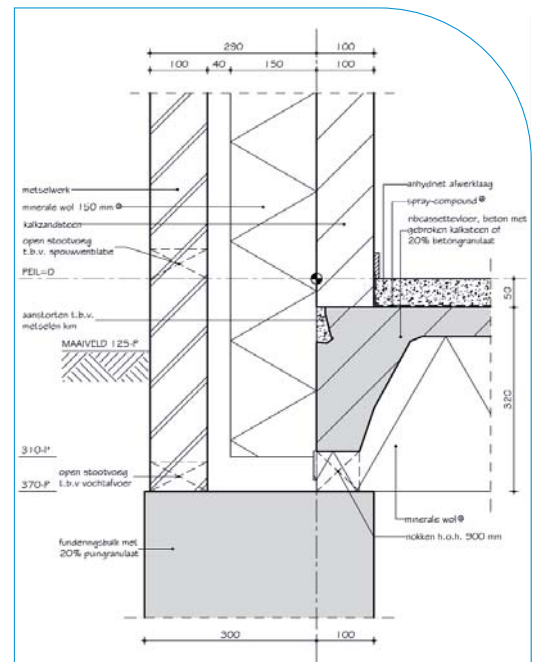 290
100
100
40
150
100
metselwerk
minerale wol 150 mm
kalkzandsteen
open stootvoeg
t.b.v. spouwventilatie
PEIL=0
aanstorten t.b.v.
metselen km
MAAIVELD 125-P
310-P
open stootvoeg
t.b.v vochtafvoer
370-P
funderingsbalk met
20% puingranulaat
anhydriet afwerklaag
spray-compound
ribcassettevloer, beton met
gebroken kalksteen of
20% betongranulaat
50
320
minerale wol
nokken h.o.h. 900 mm
300
100